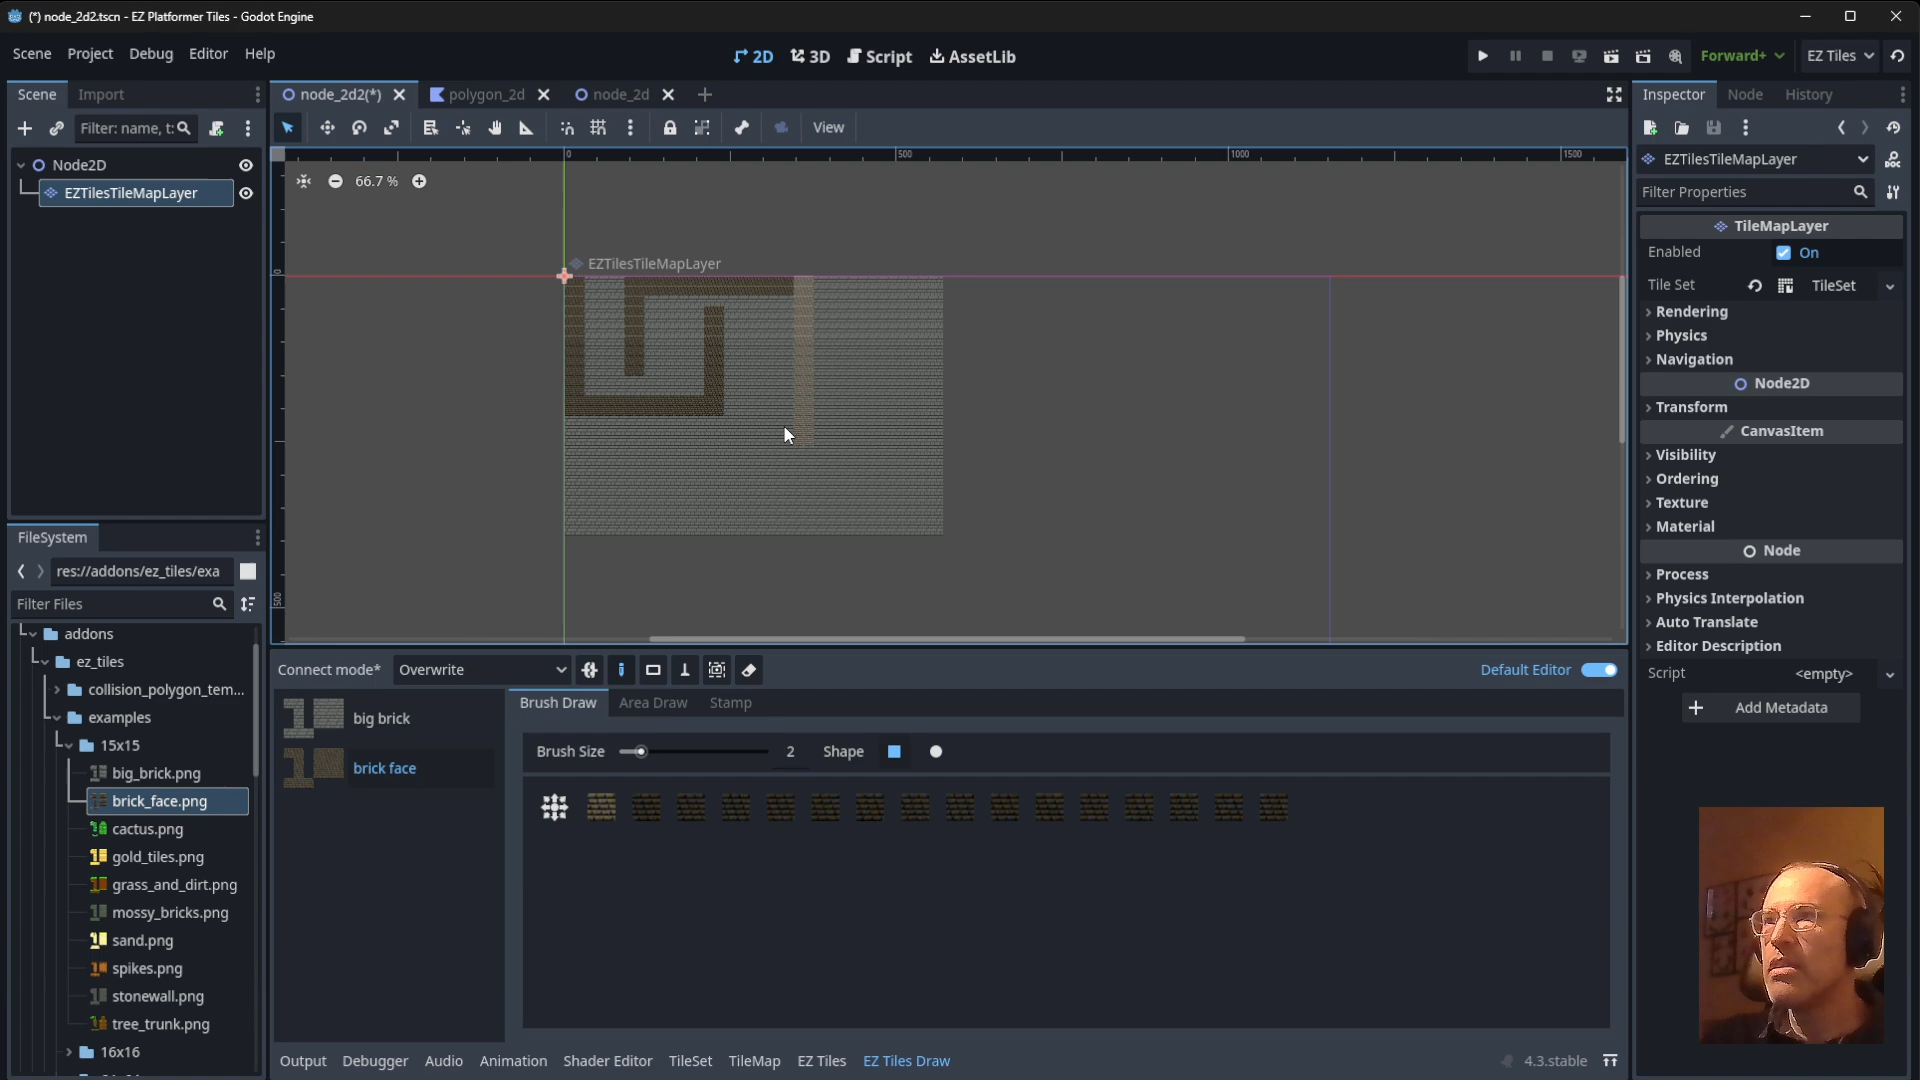 (*) node_2d2.tscn - EZ Platformer Tiles - Godot Engine
Scene Project Debug Editor Help
2D 3D Script AssetLib
Forward+ EZ Tiles
Scene Import
node_2d2(*) polygon_2d node_2d
Inspector Node History
Filter: name, t:
View
Node2D
EZTilesTileMapLayer
0 500 1000 1500
66.7 %
0
500
EZTilesTileMapLayer
EZTilesTileMapLayer
Filter Properties
TileMapLayer
Enabled On
Tile Set TileSet
Rendering
Physics
Navigation
Node2D
Transform
CanvasItem
Visibility
Ordering
Texture
Material
Node
Process
Physics Interpolation
Auto Translate
Editor Description
Script <empty>
Add Metadata
FileSystem
res://addons/ez_tiles/exa
Filter Files
addons
ez_tiles
collision_polygon_tem...
examples
15x15
big_brick.png
brick_face.png
cactus.png
gold_tiles.png
grass_and_dirt.png
mossy_bricks.png
sand.png
spikes.png
stonewall.png
tree_trunk.png
16x16
Connect mode* Overwrite
Default Editor
big brick
brick face
Brush Draw Area Draw Stamp
Brush Size 2 Shape
Output Debugger Audio Animation Shader Editor TileSet TileMap EZ Tiles EZ Tiles Draw
4.3.stable